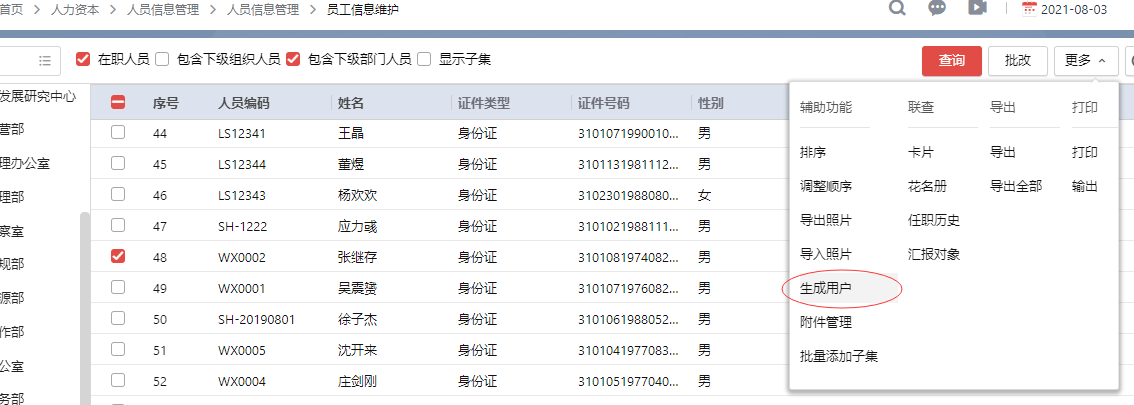 首页 > 人力资本 > 人员信息管理 > 人员信息管理 > 员工信息维护
2021-08-03
在职人员 包含下级组织人员 包含下级部门人员 显示子集
查询 批改 更多
发展研究中心
营部
理办公室
理部
察室
规部
源部
作部
公室
务部
序号 人员编码 姓名 证件类型 证件号码 性别
44 LS12341 王晶 身份证 3101071990010... 男
45 LS12344 董煜 身份证 3101131981112... 男
46 LS12343 杨欢欢 身份证 3102301988080... 女
47 SH-1222 应力彧 身份证 3101021988111... 男
48 WX0002 张继存 身份证 3101081974082... 男
49 WX0001 吴震赟 身份证 3101071976082... 男
50 SH-20190801 徐子杰 身份证 3101061988052... 男
51 WX0005 沈开来 身份证 3101041977083... 男
52 WX0004 庄剑刚 身份证 3101051977040... 男
辅助功能 联查 导出 打印
排序 卡片 导出 打印
调整顺序 花名册 导出全部 输出
导出照片 任职历史
导入照片 汇报对象
生成用户
附件管理
批量添加子集